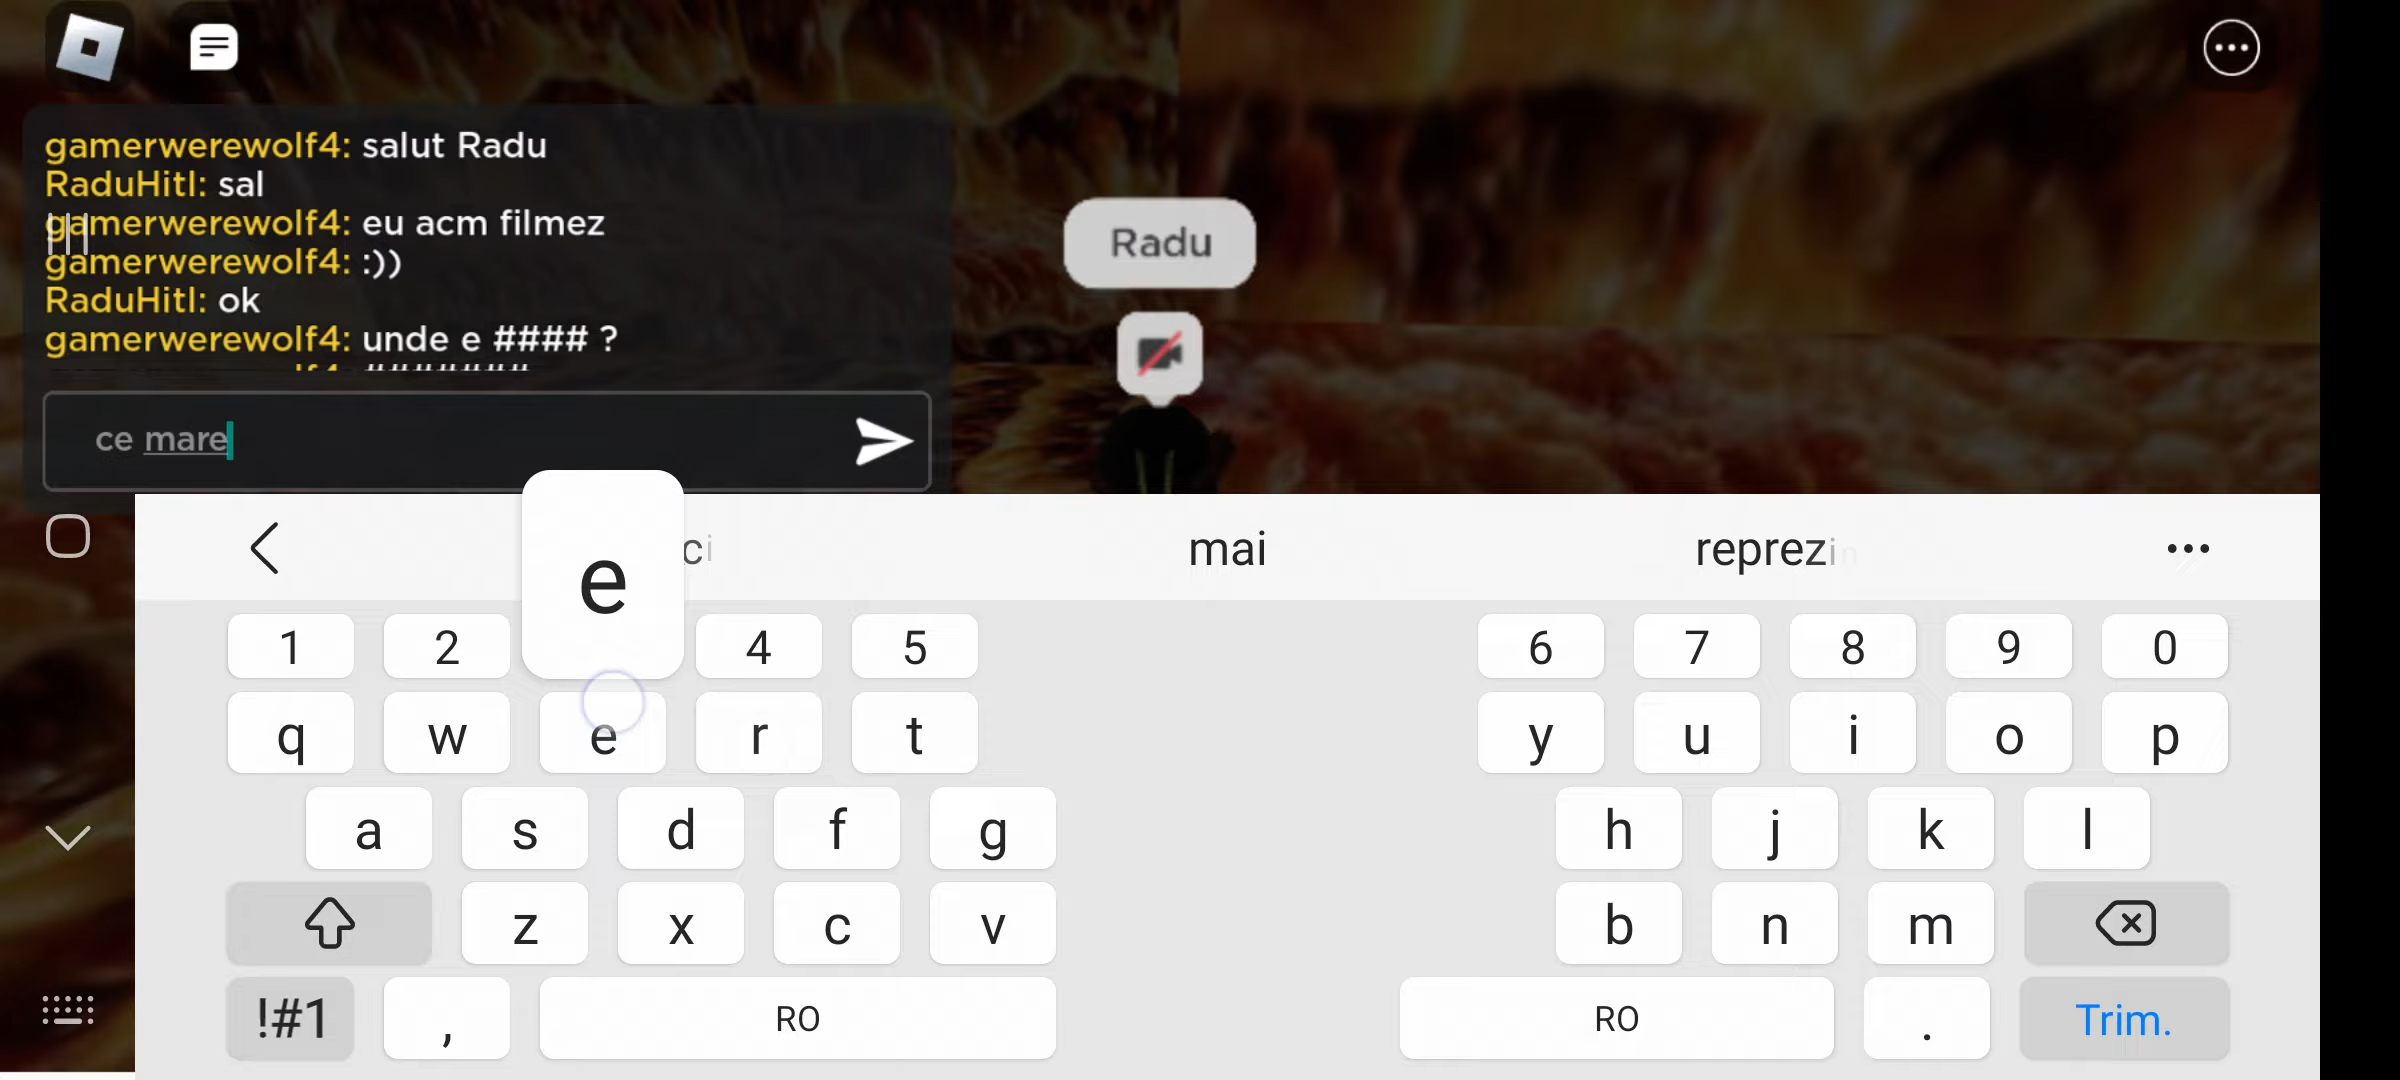 gamerwerewolf4: salut Radu
RaduHitl: sal
gamerwerewolf4: eu acm filmez
gamerwerewolf4: :))
RaduHitl: ok
gamerwerewolf4: unde e #### ?
Radu
ce mare
mai
reprezin
e
1 2 4 5 6 7 8 9 0
q w e r t y u i o p
a s d f g h j k l
z x c v b n m
!#1 , RO RO . Trim.